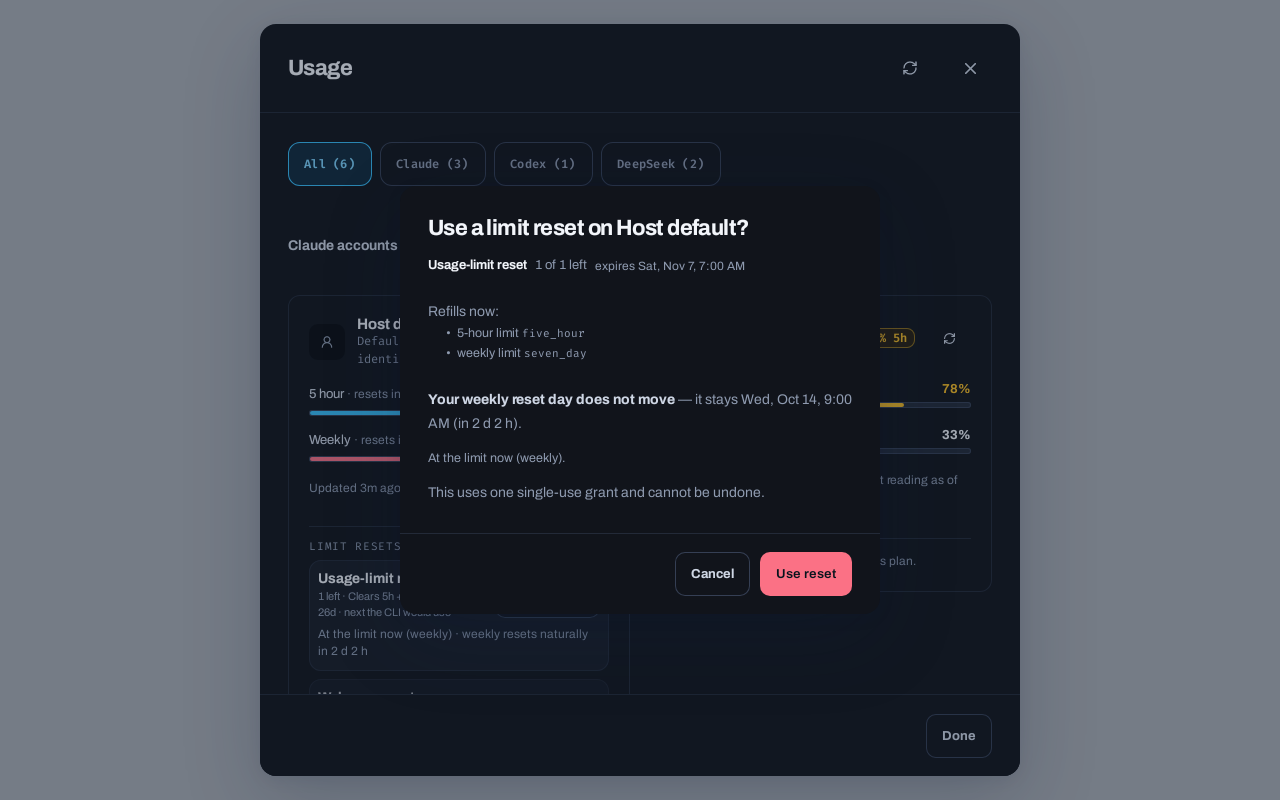 Usage
All (6)
Claude (3)
Codex (1)
DeepSeek (2)
Claude accounts
Use a limit reset on Host default?
Usage-limit reset 1 of 1 left expires Sat, Nov 7, 7:00 AM
Refills now:
• 5-hour limit five_hour
• weekly limit seven_day
Your weekly reset day does not move — it stays Wed, Oct 14, 9:00
AM (in 2 d 2 h).
At the limit now (weekly).
This uses one single-use grant and cannot be undone.
Cancel
Use reset
Host d
Defaul
identi
5 hour · resets in
Weekly · resets i
Updated 3m ago
LIMIT RESETS
Usage-limit r
1 left · Clears 5h +
26d · next the CLI would use
At the limit now (weekly) · weekly resets naturally
in 2 d 2 h
% 5h
78%
33%
t reading as of
s plan.
Done